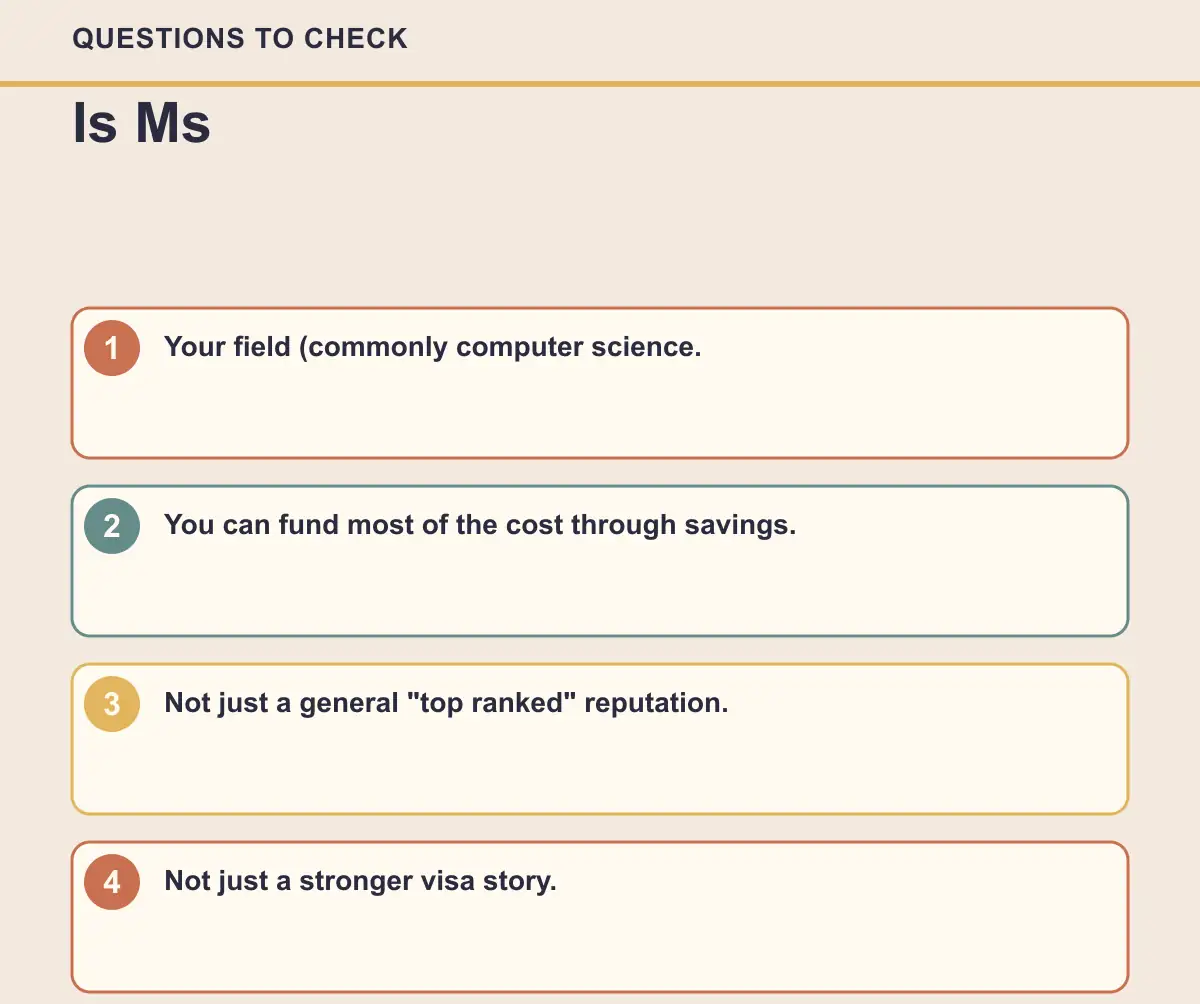 QUESTIONS TO CHECK
Is Ms
1 Your field (commonly computer science.
2 You can fund most of the cost through savings.
3 Not just a general "top ranked" reputation.
4 Not just a stronger visa story.